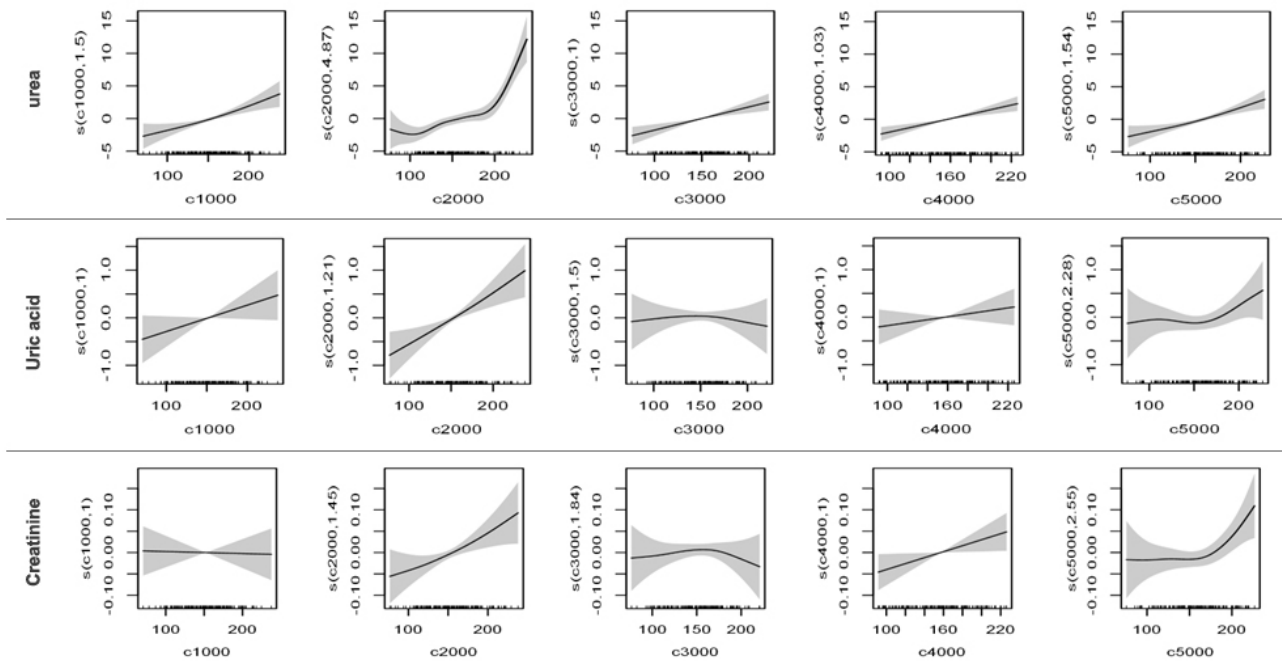 urea
s(c1000,1.5)
-5 0 5 10 15
100 200
c1000
s(c2000,4.87)
-5 0 5 10 15
100 200
c2000
s(c3000,1)
-5 0 5 10 15
100 150 200
c3000
s(c4000,1.03)
-5 0 5 10 15
100 140 180 220
c4000
s(c5000,1.54)
-5 0 5 10 15
100 150 200
c5000
Uric acid
s(c1000,1)
-1.0 0.0 1.0
100 200
c1000
s(c2000,1.21)
-1.0 0.0 1.0
100 200
c2000
s(c3000,1.5)
-1.0 0.0 1.0
100 150 200
c3000
s(c4000,1)
-1.0 0.0 1.0
100 160 220
c4000
s(c5000,2.28)
-1.0 0.0 1.0
100 150 200
c5000
Creatinine
s(c1000,1)
-0.10 0.00 0.10
100 200
c1000
s(c2000,1.45)
-0.10 0.00 0.10
100 200
c2000
s(c3000,1.84)
-0.10 0.00 0.10
100 150 200
c3000
s(c4000,1)
-0.10 0.00 0.10
100 160 220
c4000
s(c5000,2.55)
-0.10 0.00 0.10
100 150 200
c5000